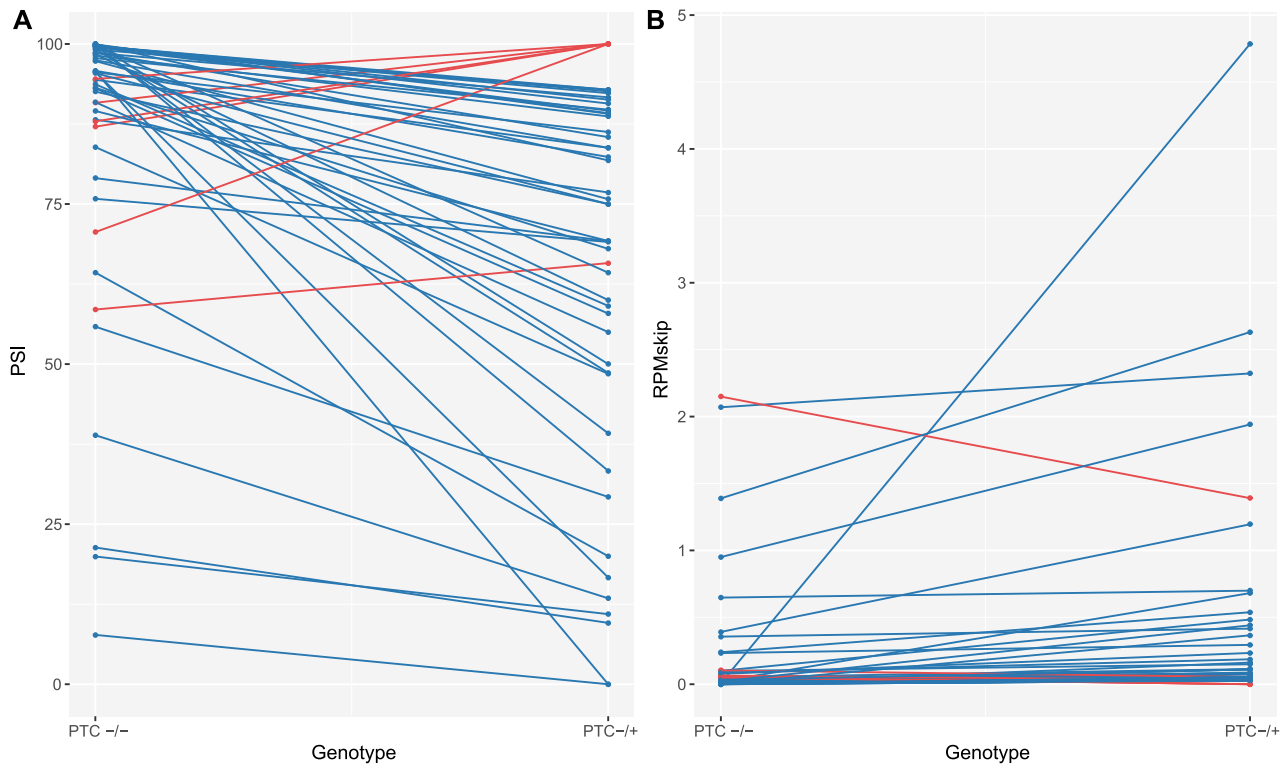 A
PSI
100
75
50
25
0
PTC −/−
PTC−/+
Genotype
B
RPMskip
5
4
3
2
1
0
PTC −/−
PTC−/+
Genotype